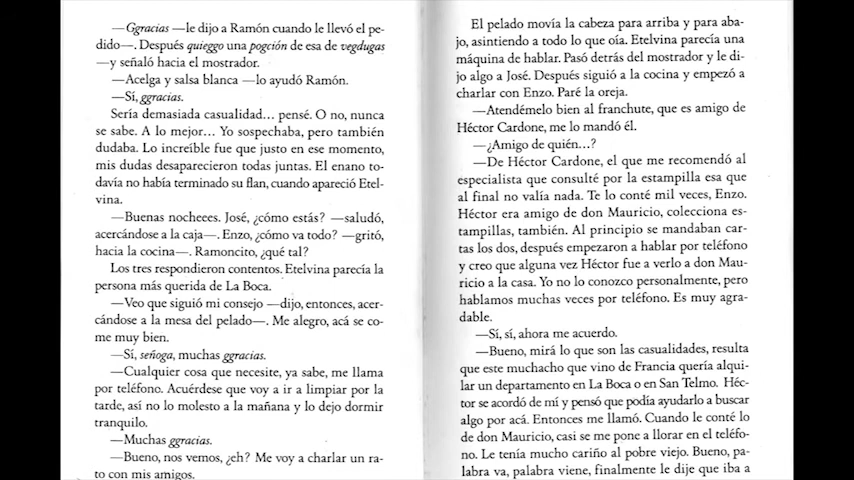 —Ggracias —le dijo a Ramón cuando le llevó el pe-
dido—. Después quieggo una pogción de esa de vegdugas
—y señaló hacia el mostrador.
—Acelga y salsa blanca —lo ayudó Ramón.
—Sí, ggracias.
Sería demasiada casualidad... pensé. O no, nunca
se sabe. A lo mejor... Yo sospechaba, pero también
dudaba. Lo increíble fue que justo en ese momento,
mis dudas desaparecieron todas juntas. El enano to-
davía no había terminado su flan, cuando apareció Etel-
vina.
—Buenas nocheees. José, ¿cómo estás? —saludó,
acercándose a la caja—. Enzo, ¿cómo va todo? —gritó,
hacia la cocina—. Ramoncito, ¿qué tal?
Los tres respondieron contentos. Etelvina parecía la
persona más querida de La Boca.
—Veo que siguió mi consejo —dijo, entonces, acer-
cándose a la mesa del pelado—. Me alegro, acá se co-
me muy bien.
—Sí, señoga, muchas ggracias.
—Cualquier cosa que necesite, ya sabe, me llama
por teléfono. Acuérdese que voy a ir a limpiar por la
tarde, así no lo molesto a la mañana y lo dejo dormir
tranquilo.
—Muchas ggracias.
—Bueno, nos vemos, ¿eh? Me voy a charlar un ra-
to con mis amigos.
El pelado movía la cabeza para arriba y para aba-
jo, asintiendo a todo lo que oía. Etelvina parecía una
máquina de hablar. Pasó detrás del mostrador y le di-
jo algo a José. Después siguió a la cocina y empezó a
charlar con Enzo. Paré la oreja.
—Atendémelo bien al franchute, que es amigo de
Héctor Cardone, me lo mandó él.
—¿Amigo de quién...?
—De Héctor Cardone, el que me recomendó al
especialista que consulté por la estampilla esa que
al final no valía nada. Te lo conté mil veces, Enzo.
Héctor era amigo de don Mauricio, colecciona es-
tampillas, también. Al principio se mandaban car-
tas los dos, después empezaron a hablar por teléfono
y creo que alguna vez Héctor fue a verlo a don Mau-
ricio a la casa. Yo no lo conozco personalmente, pero
hablamos muchas veces por teléfono. Es muy agra-
dable.
—Sí, sí, ahora me acuerdo.
—Bueno, mirá lo que son las casualidades, resulta
que este muchacho que vino de Francia quería alqui-
lar un departamento en La Boca o en San Telmo. Héc-
tor se acordó de mí y pensó que podía ayudarlo a buscar
algo por acá. Entonces me llamó. Cuando le conté lo
de don Mauricio, casi se me pone a llorar en el teléfo-
no. Le tenía mucho cariño al pobre viejo. Bueno, pa-
labra va, palabra viene, finalmente le dije que iba a